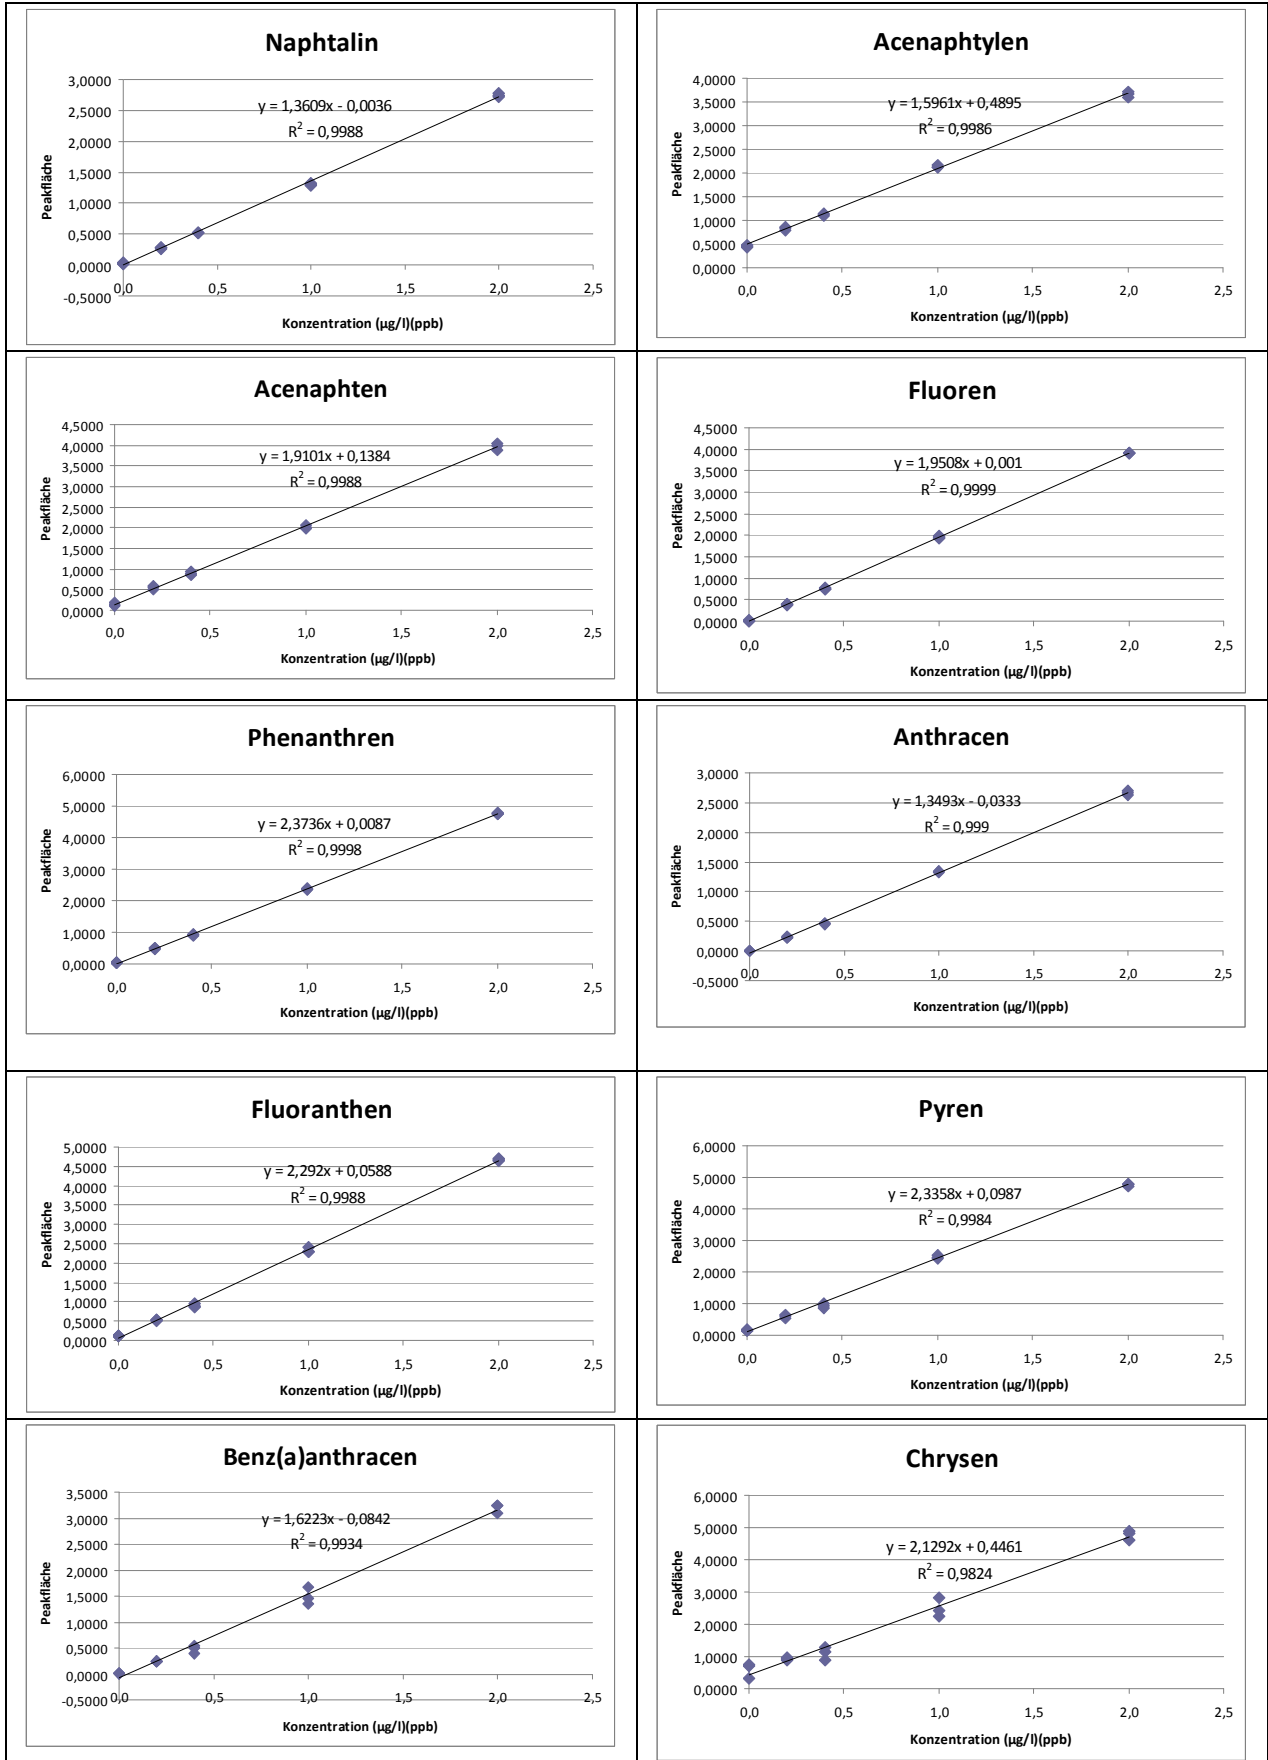 Naphtalin
3,0000
y = 1,3609x - 0,0036
2,5000
R² = 0,9988
2,0000
1,5000
1,0000
0,5000
0,0000
-0,5000
0,0 0,5 1,0 1,5 2,0 2,5
Peakfläche
Konzentration (µg/l)(ppb)
Acenaphtylen
4,0000
3,5000
y = 1,5961x + 0,4895
3,0000
R² = 0,9986
2,5000
2,0000
1,5000
1,0000
0,5000
0,0000
0,0 0,5 1,0 1,5 2,0 2,5
Peakfläche
Konzentration (µg/l)(ppb)
Acenaphten
4,5000
4,0000
y = 1,9101x + 0,1384
3,5000
R² = 0,9988
3,0000
2,5000
2,0000
1,5000
1,0000
0,5000
0,0000
0,0 0,5 1,0 1,5 2,0 2,5
Peakfläche
Konzentration (µg/l)(ppb)
Fluoren
4,5000
4,0000
y = 1,9508x + 0,001
3,5000
R² = 0,9999
3,0000
2,5000
2,0000
1,5000
1,0000
0,5000
0,0000
0,0 0,5 1,0 1,5 2,0 2,5
Peakfläche
Konzentration (µg/l)(ppb)
Phenanthren
6,0000
5,0000
y = 2,3736x + 0,0087
4,0000
R² = 0,9998
3,0000
2,0000
1,0000
0,0000
0,0 0,5 1,0 1,5 2,0 2,5
Peakfläche
Konzentration (µg/l)(ppb)
Anthracen
3,0000
y = 1,3493x - 0,0333
2,5000
R² = 0,999
2,0000
1,5000
1,0000
0,5000
0,0000
-0,5000
0,0 0,5 1,0 1,5 2,0 2,5
Peakfläche
Konzentration (µg/l)(ppb)
Fluoranthen
5,0000
4,5000
y = 2,292x + 0,0588
4,0000
R² = 0,9988
3,5000
3,0000
2,5000
2,0000
1,5000
1,0000
0,5000
0,0000
0,0 0,5 1,0 1,5 2,0 2,5
Peakfläche
Konzentration (µg/l)(ppb)
Pyren
6,0000
5,0000
y = 2,3358x + 0,0987
4,0000
R² = 0,9984
3,0000
2,0000
1,0000
0,0000
0,0 0,5 1,0 1,5 2,0 2,5
Peakfläche
Konzentration (µg/l)(ppb)
Benz(a)anthracen
3,5000
3,0000
y = 1,6223x - 0,0842
2,5000
R² = 0,9934
2,0000
1,5000
1,0000
0,5000
0,0000
-0,5000
0,0 0,5 1,0 1,5 2,0 2,5
Peakfläche
Konzentration (µg/l)(ppb)
Chrysen
6,0000
5,0000
y = 2,1292x + 0,4461
4,0000
R² = 0,9824
3,0000
2,0000
1,0000
0,0000
0,0 0,5 1,0 1,5 2,0 2,5
Peakfläche
Konzentration (µg/l)(ppb)